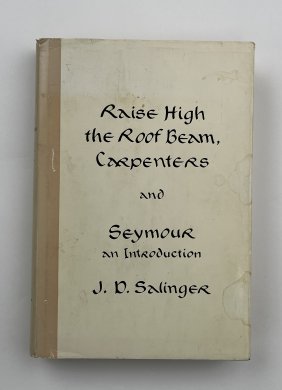 Raise High
the Roof Beam,
Carpenters
and
Seymour
an Introduction
J. D. Salinger